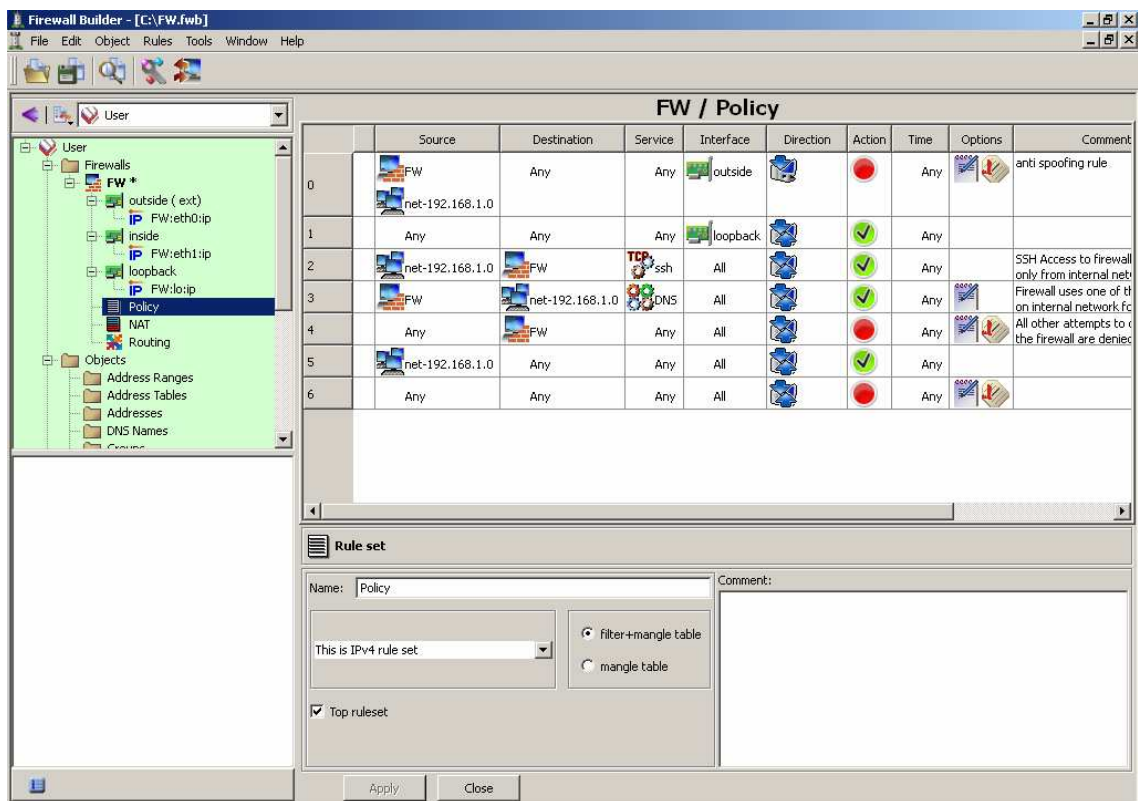 Firewall Builder - [C:\FW.fwb]
File Edit Object Rules Tools Window Help
User
User
Firewalls
FW *
outside ( ext)
IP FW:eth0:ip
inside
IP FW:eth1:ip
loopback
IP FW:lo:ip
Policy
NAT
Routing
Objects
Address Ranges
Address Tables
Addresses
DNS Names
FW / Policy
Source Destination Service Interface Direction Action Time Options Comment
0 FW Any Any outside Any anti spoofing rule
net-192.168.1.0
1 Any Any Any loopback Any
2 net-192.168.1.0 FW TCP ssh All Any SSH Access to firewall
only from internal net
3 FW net-192.168.1.0 DNS All Any Firewall uses one of
on internal network
4 Any FW Any All Any All other attempts to
the firewall are denied
5 net-192.168.1.0 Any Any All Any
6 Any Any Any All Any
Rule set
Name: Policy
This is IPv4 rule set
filter+mangle table
mangle table
Top ruleset
Comment:
Apply Close